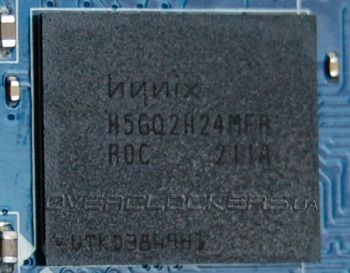 hynix
H5GQ2H24MFR
R0C 211A
OVERCLOCKERS.UA